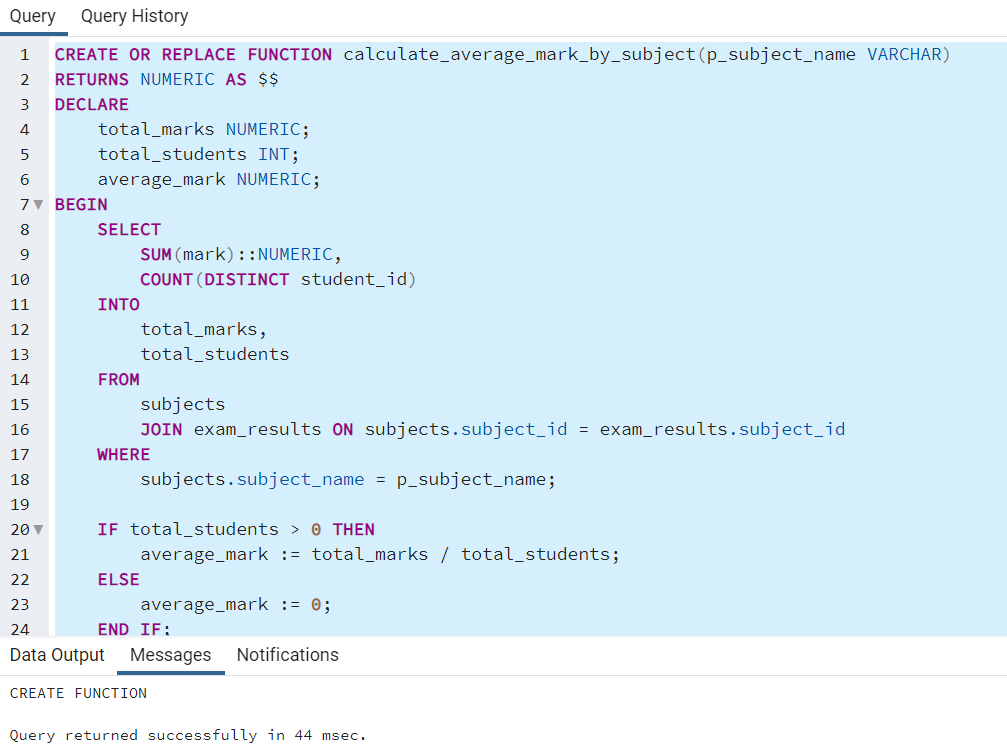 Query Query History
1 CREATE OR REPLACE FUNCTION calculate_average_mark_by_subject(p_subject_name VARCHAR)
2 RETURNS NUMERIC AS $$
3 DECLARE
4     total_marks NUMERIC;
5     total_students INT;
6     average_mark NUMERIC;
7 BEGIN
8     SELECT
9         SUM(mark)::NUMERIC,
10         COUNT(DISTINCT student_id)
11     INTO
12         total_marks,
13         total_students
14     FROM
15         subjects
16         JOIN exam_results ON subjects.subject_id = exam_results.subject_id
17     WHERE
18         subjects.subject_name = p_subject_name;
19
20     IF total_students > 0 THEN
21         average_mark := total_marks / total_students;
22     ELSE
23         average_mark := 0;
24     END IF;
Data Output Messages Notifications
CREATE FUNCTION
Query returned successfully in 44 msec.